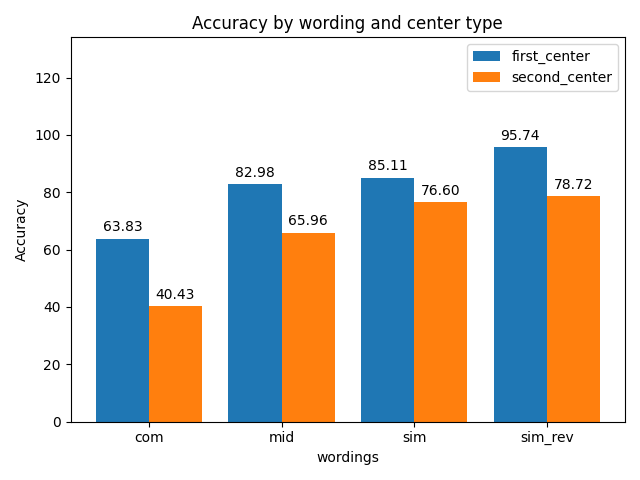 Accuracy by wording and center type
first_center
second_center
Accuracy
120
100
80
60
40
20
0
63.83
40.43
82.98
65.96
85.11
76.60
95.74
78.72
com
mid
sim
sim_rev
wordings